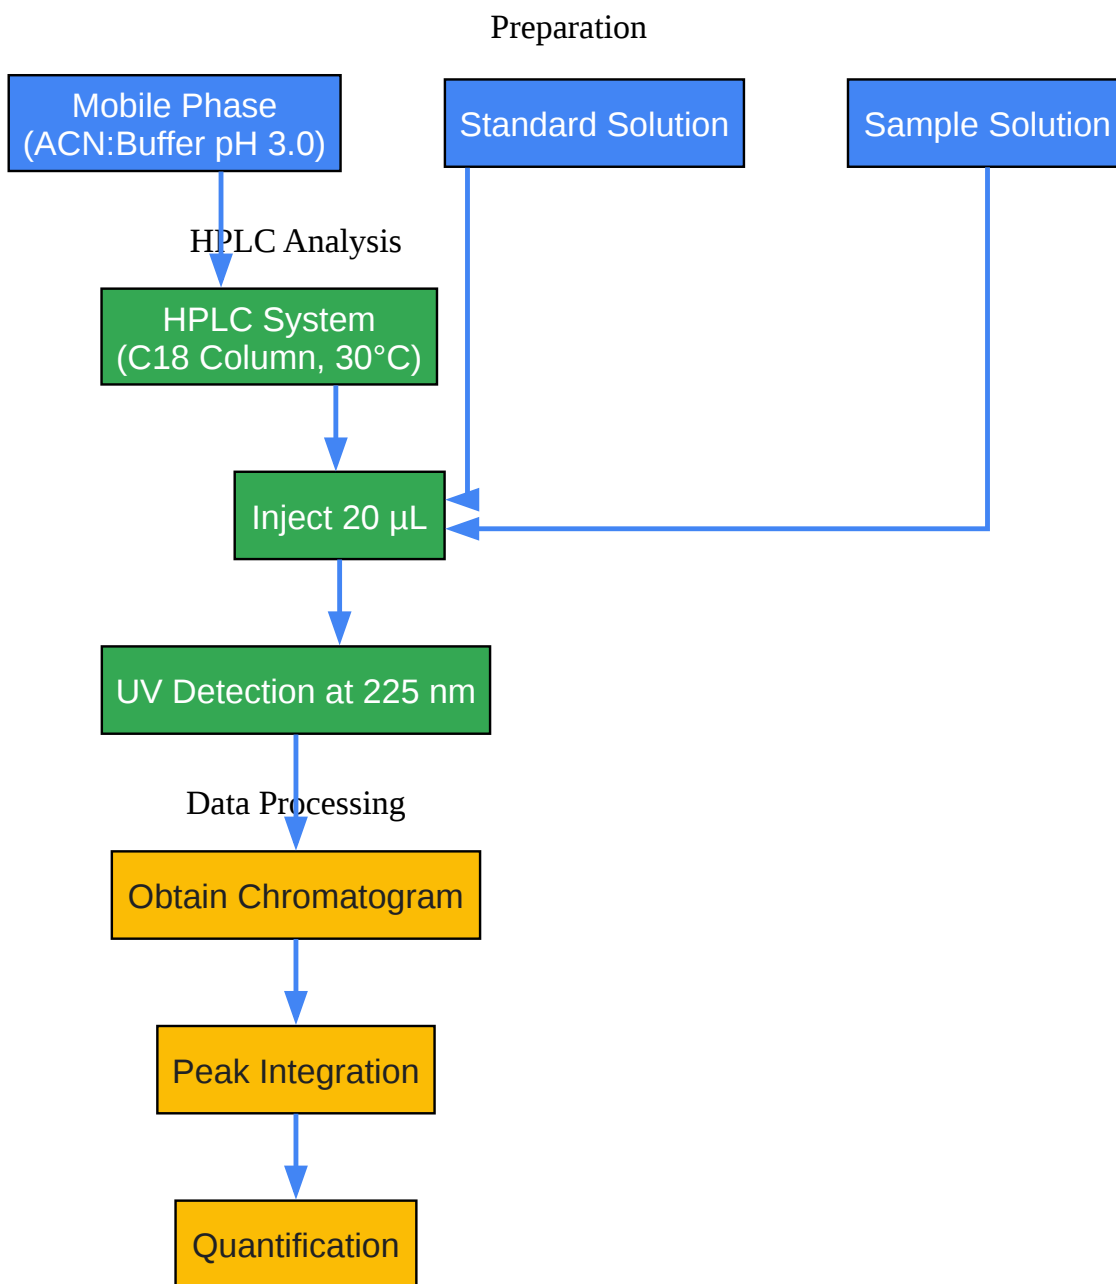 Preparation
Mobile Phase
(ACN:Buffer pH 3.0)
Standard Solution
Sample Solution
HPLC Analysis
HPLC System
(C18 Column, 30°C)
Inject 20 µL
UV Detection at 225 nm
Data Processing
Obtain Chromatogram
Peak Integration
Quantification